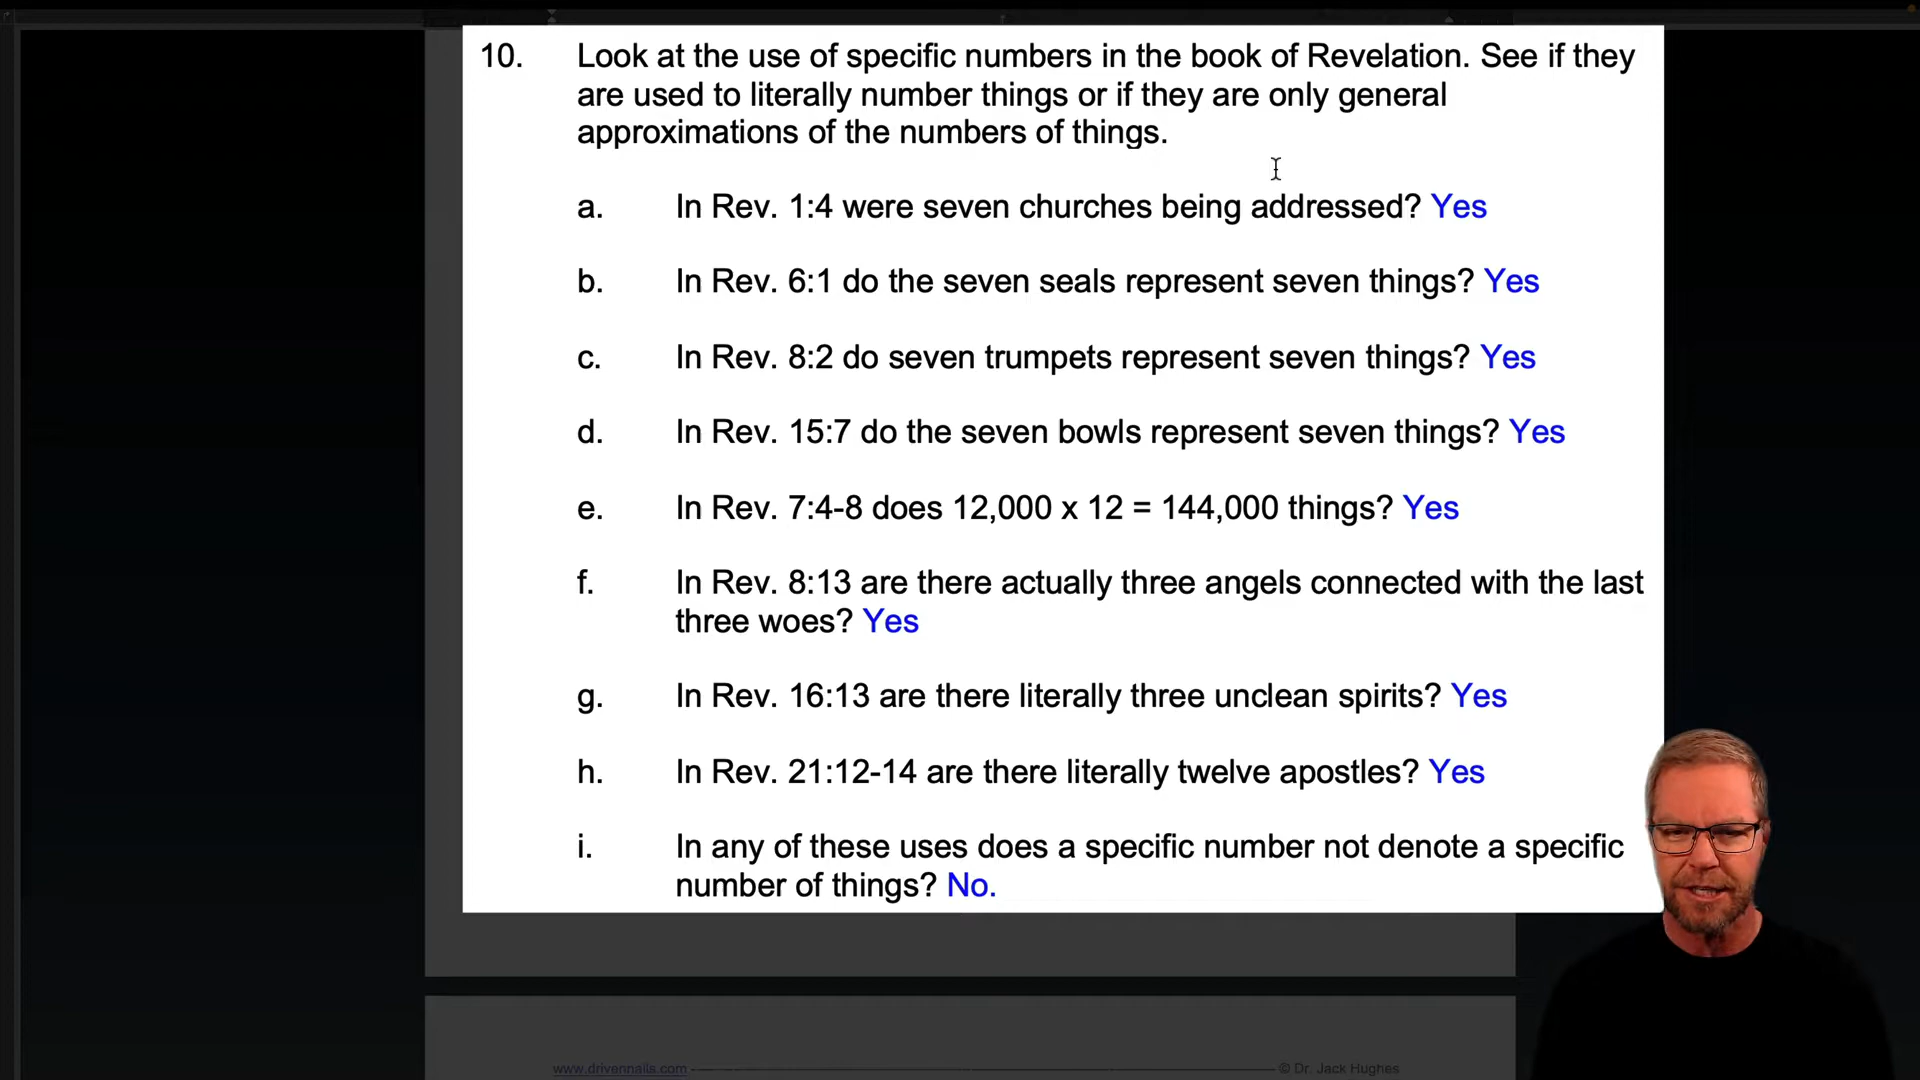 10. Look at the use of specific numbers in the book of Revelation. See if they
are used to literally number things or if they are only general
approximations of the numbers of things.
a. In Rev. 1:4 were seven churches being addressed? Yes
b. In Rev. 6:1 do the seven seals represent seven things? Yes
c. In Rev. 8:2 do seven trumpets represent seven things? Yes
d. In Rev. 15:7 do the seven bowls represent seven things? Yes
e. In Rev. 7:4-8 does 12,000 x 12 = 144,000 things? Yes
f. In Rev. 8:13 are there actually three angels connected with the last
three woes? Yes
g. In Rev. 16:13 are there literally three unclean spirits? Yes
h. In Rev. 21:12-14 are there literally twelve apostles? Yes
i. In any of these uses does a specific number not denote a specific
number of things? No.
www.drivennails.com © Dr. Jack Hughes